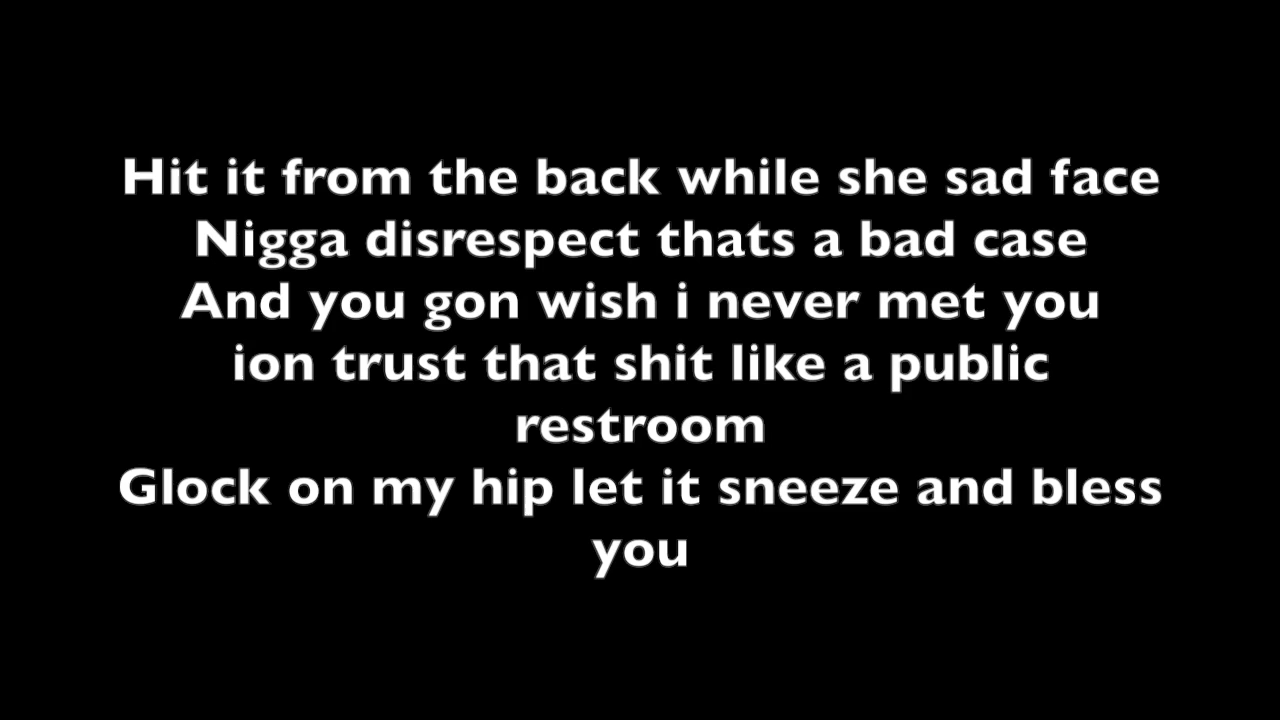 Hit it from the back while she sad face
Nigga disrespect thats a bad case
And you gon wish i never met you
ion trust that shit like a public
restroom
Glock on my hip let it sneeze and bless
you